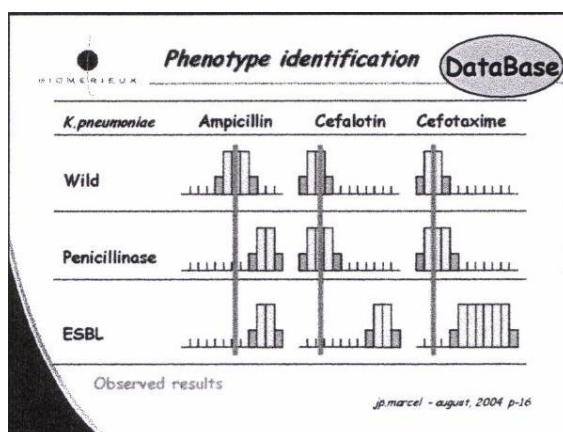 Phenotype identification
DataBase
BIOMERIEUX
K.pneumoniae Ampicillin Cefalotin Cefotaxime
Wild
Penicillinase
ESBL
Observed results
jp.marcel - august, 2004 p-16